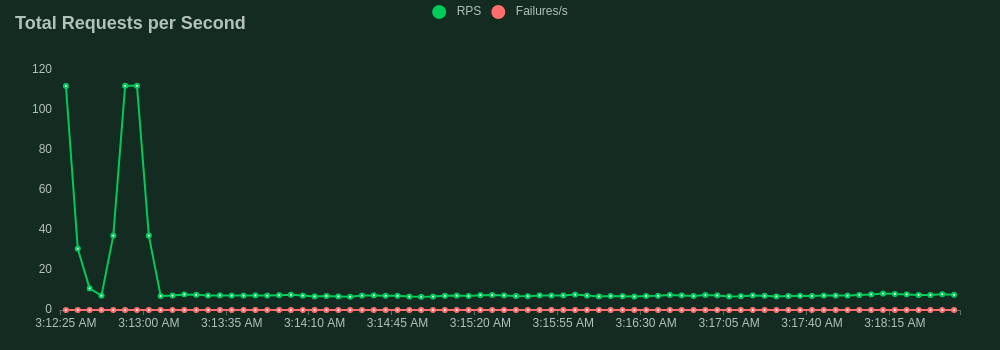 Total Requests per Second
RPS
Failures/s
120
100
80
60
40
20
0
3:12:25 AM
3:13:00 AM
3:13:35 AM
3:14:10 AM
3:14:45 AM
3:15:20 AM
3:15:55 AM
3:16:30 AM
3:17:05 AM
3:17:40 AM
3:18:15 AM